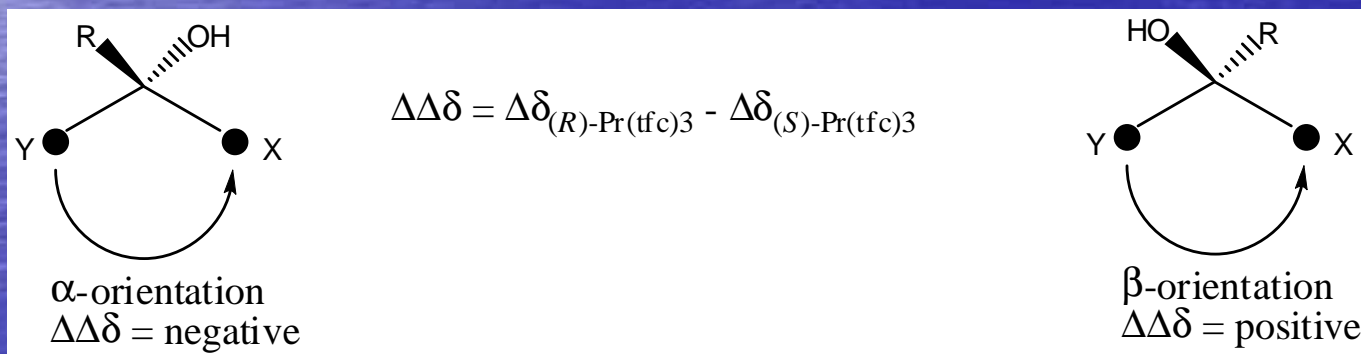 R OH
Y X
α-orientation
ΔΔδ = negative
ΔΔδ = Δδ(R)-Pr(tfc)3 - Δδ(S)-Pr(tfc)3
HO R
Y X
β-orientation
ΔΔδ = positive